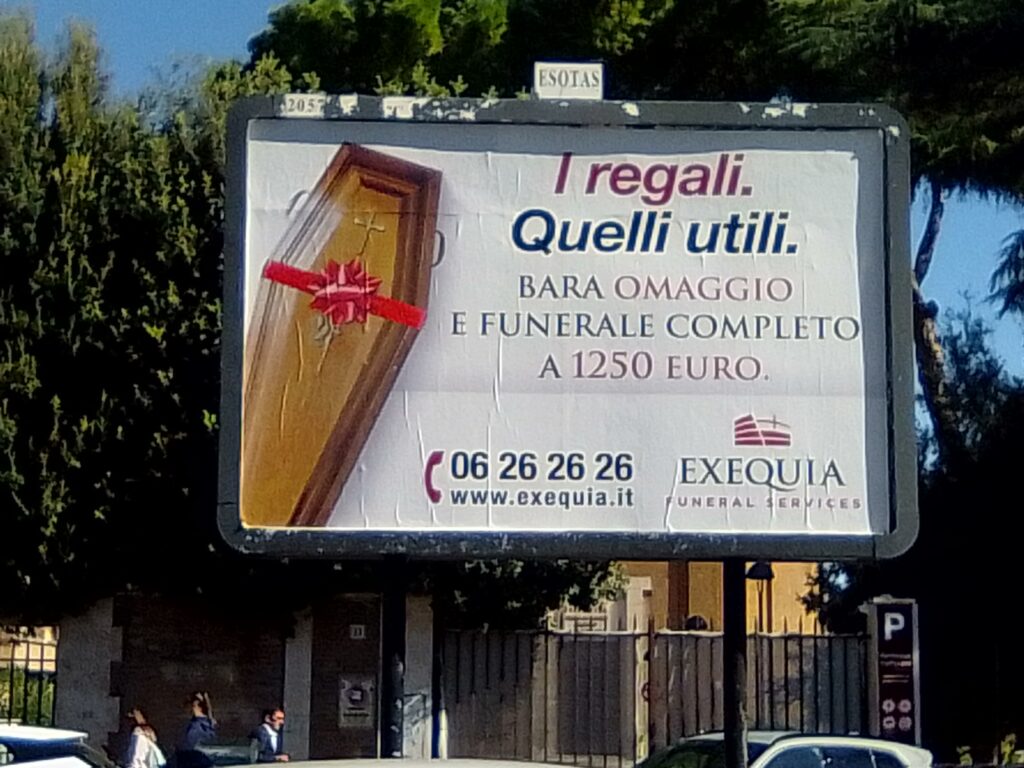 ESOTAS
2057
I regali.
Quelli utili.
BARA OMAGGIO
E FUNERALE COMPLETO
A 1250 EURO.
06 26 26 26
www.exequia.it
EXEQUIA
FUNERAL SERVICES
P